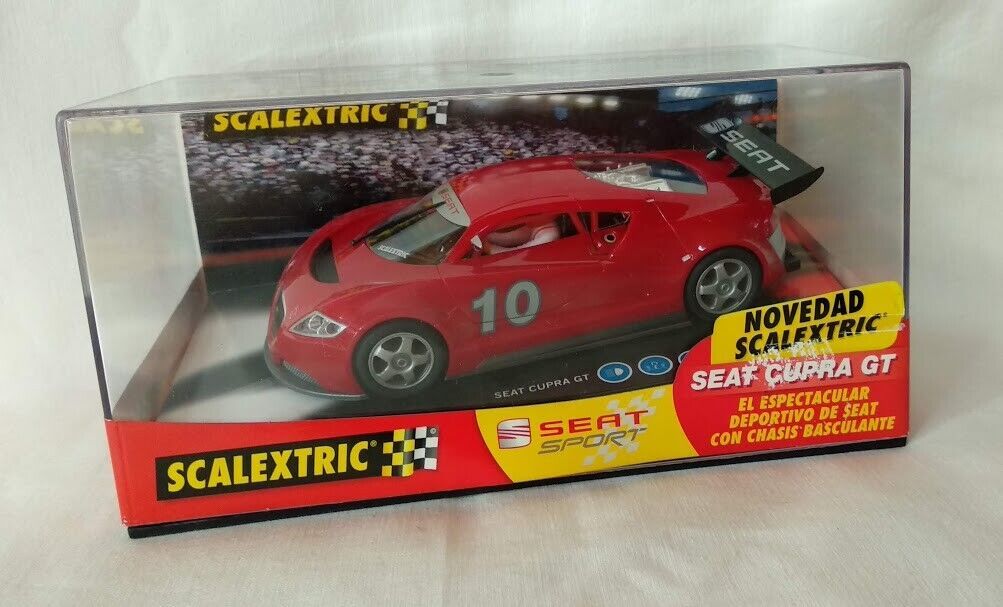 SCALEXTRIC
SEAT
SEAT
SCALEXTRIC
10
SEAT CUPRA GT
NOVEDAD
SCALEXTRIC
SEAT CUPRA GT
EL ESPECTACULAR
DEPORTIVO DE SEAT
CON CHASIS BASCULANTE
SEAT
SPORT
SCALEXTRIC®